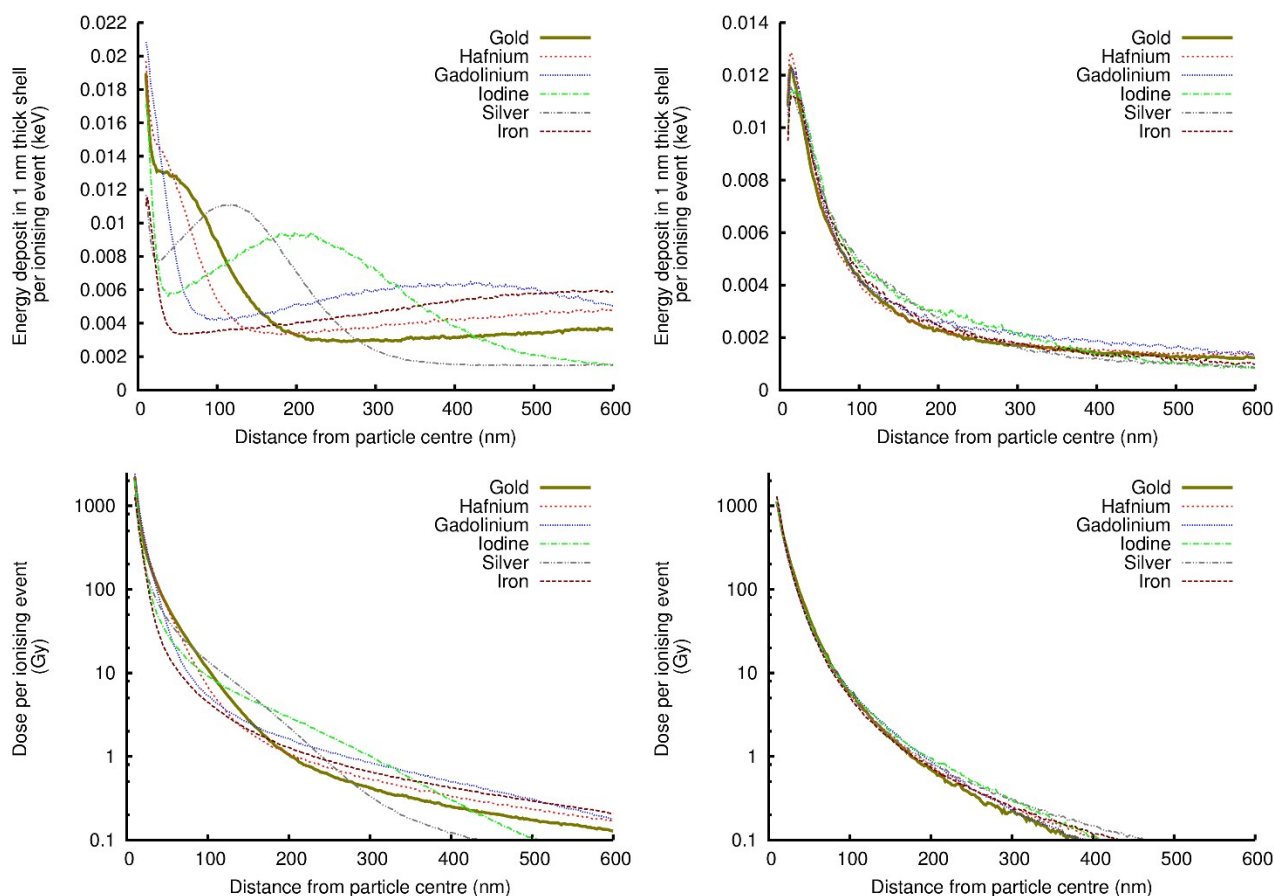 Energy deposit in 1 nm thick shell
per ionising event (keV)
0.022
0.02
0.018
0.016
0.014
0.012
0.01
0.008
0.006
0.004
0.002
0
Gold
Hafnium
Gadolinium
Iodine
Silver
Iron
0 100 200 300 400 500 600
Distance from particle centre (nm)
Energy deposit in 1 nm thick shell
per ionising event (keV)
0.014
0.012
0.01
0.008
0.006
0.004
0.002
0
Gold
Hafnium
Gadolinium
Iodine
Silver
Iron
0 100 200 300 400 500 600
Distance from particle centre (nm)
Dose per ionising event
(Gy)
1000
100
10
1
0.1
Gold
Hafnium
Gadolinium
Iodine
Silver
Iron
0 100 200 300 400 500 600
Distance from particle centre (nm)
Dose per ionising event
(Gy)
1000
100
10
1
0.1
Gold
Hafnium
Gadolinium
Iodine
Silver
Iron
0 100 200 300 400 500 600
Distance from particle centre (nm)